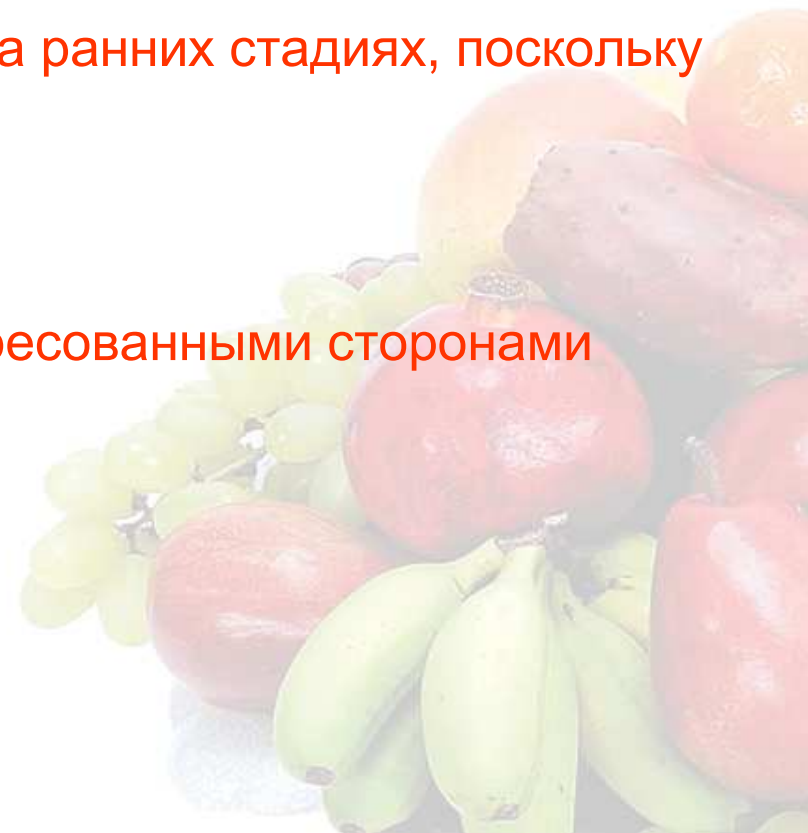 а ранних стадиях, поскольку
ресованными сторонами